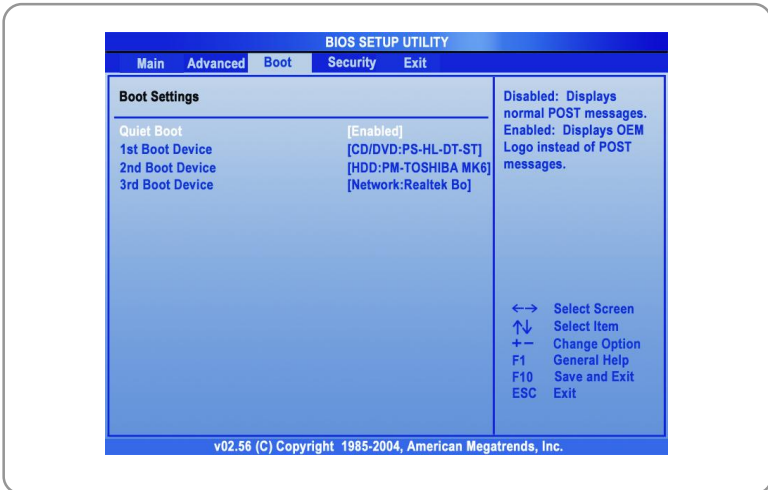 BIOS SETUP UTILITY
Main Advanced Boot Security Exit
Boot Settings
Quiet Boot [Enabled]
1st Boot Device [CD/DVD:PS-HL-DT-ST]
2nd Boot Device [HDD:PM-TOSHIBA MK6]
3rd Boot Device [Network:Realtek Bo]
Disabled: Displays
normal POST messages.
Enabled: Displays OEM
Logo instead of POST
messages.
←→ Select Screen
↑↓ Select Item
+− Change Option
F1 General Help
F10 Save and Exit
ESC Exit
v02.56 (C) Copyright 1985-2004, American Megatrends, Inc.